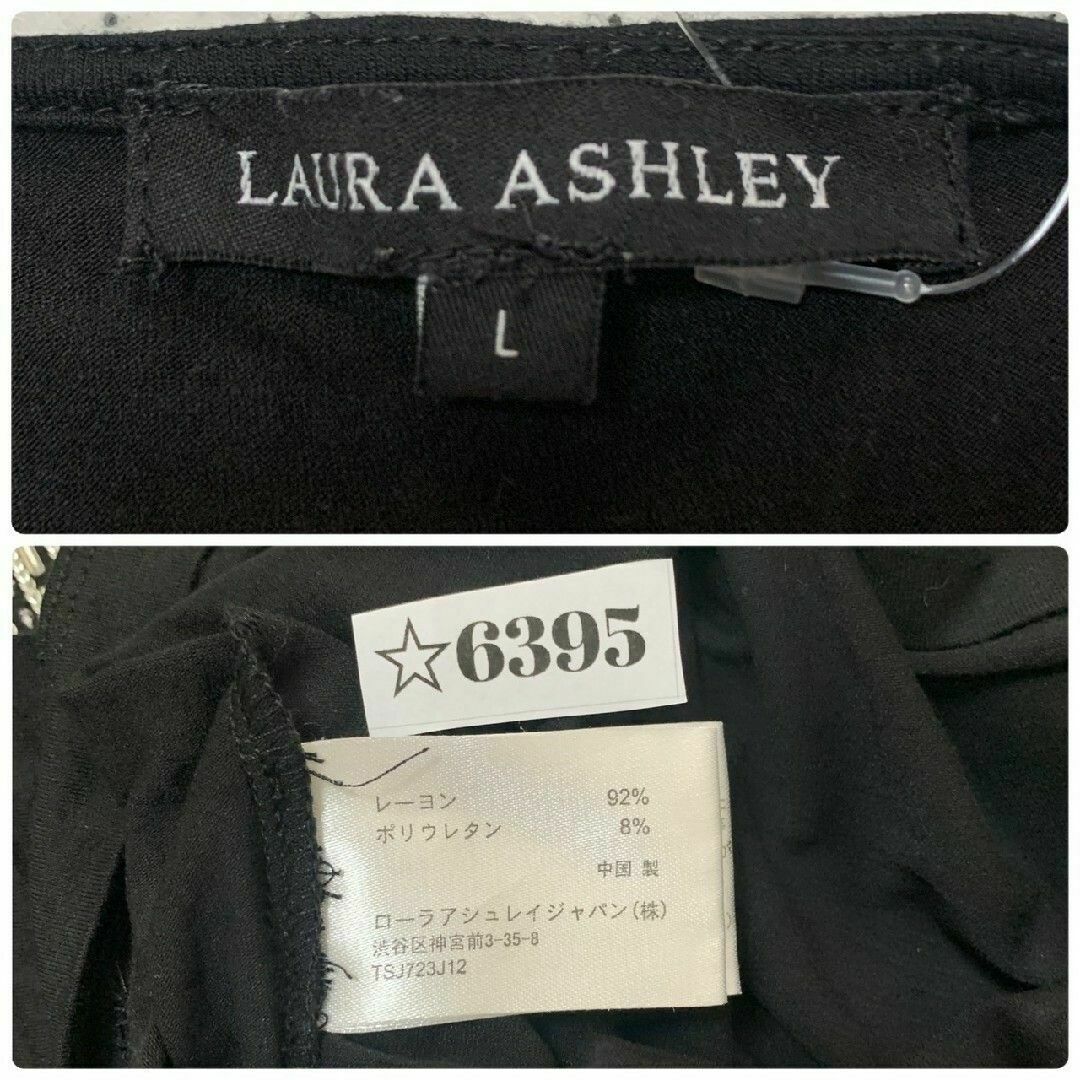 LAURA ASHLEY
L
☆6395
レーヨン 92%
ポリウレタン 8%
中国 製
ローラアシュレイジャパン(株)
渋谷区神宮前3-35-8
TSJ723J12